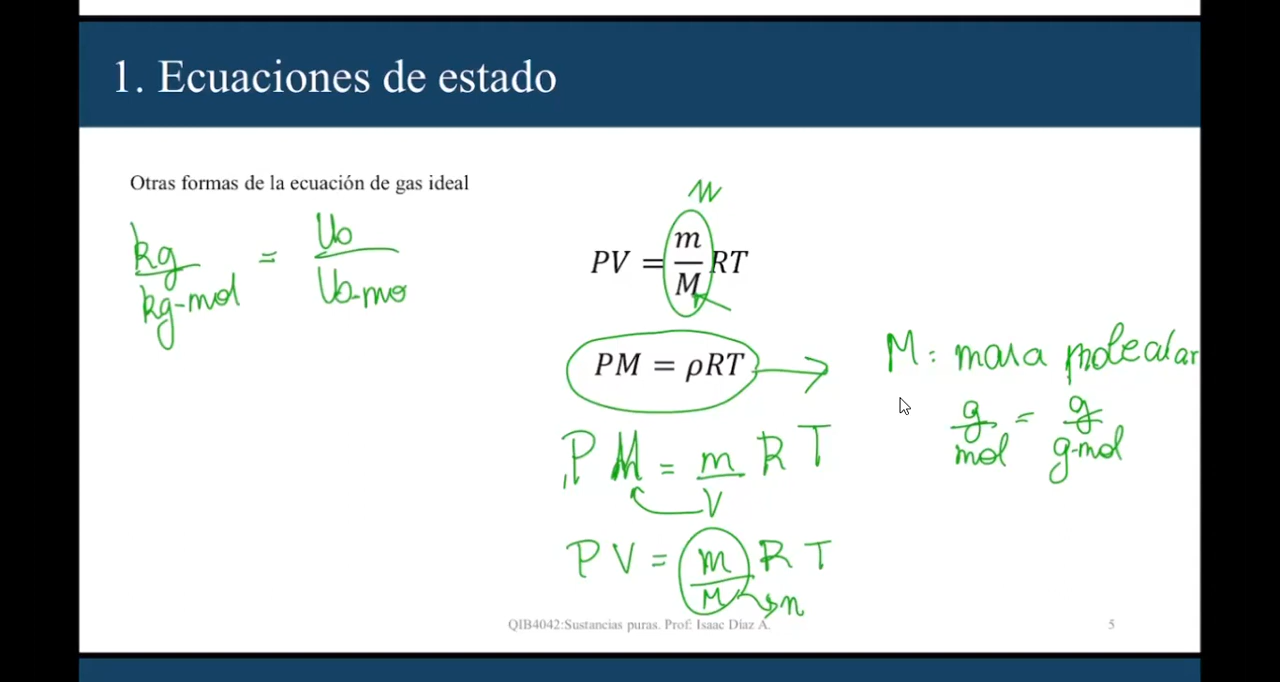 1. Ecuaciones de estado
Otras formas de la ecuación de gas ideal
kg/kg-mol = lb/lb-mo
n
PV = m/M RT
PM = ρRT →
M: masa molecular
g/mol = g/g-mol
PM = m/V RT
PV = m/M RT → n
QIB4042:Sustancias puras. Prof: Isaac Díaz A.
5